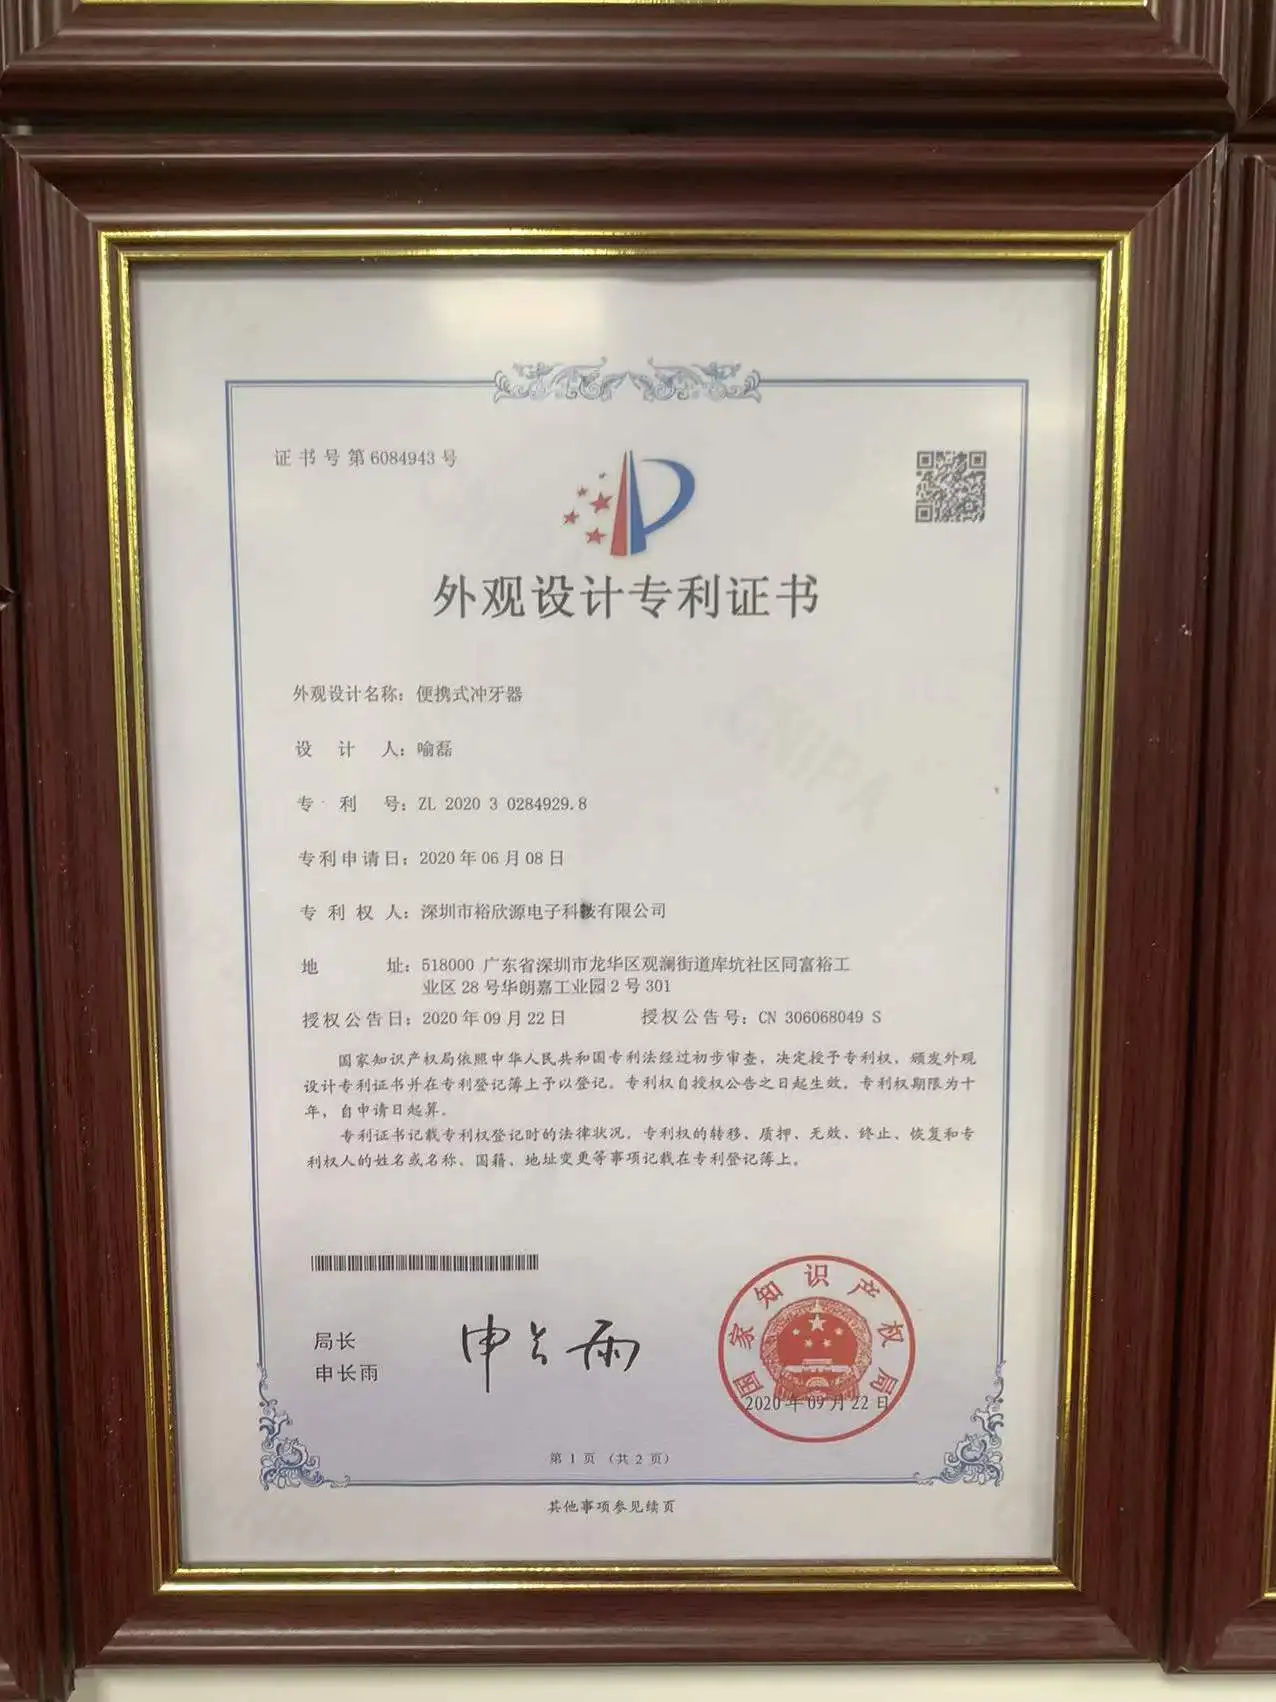 证书号第6084943号
外观设计专利证书
外观设计名称：便携式冲牙器
设计人：喻磊
专利号：ZL 2020 3 0284929.8
专利申请日：2020年06月08日
专利权人：深圳市裕欣源电子科技有限公司
地址：518000 广东省深圳市龙华区观澜街道库坑社区同富裕工
业区28号华朗嘉工业园2号301
授权公告日：2020年09月22日 授权公告号：CN 306068049 S
国家知识产权局依照中华人民共和国专利法经过初步审查，决定授予专利权，颁发外观
设计专利证书并在专利登记簿上予以登记。专利权自授权公告之日起生效。专利权期限为十
年，自申请日起算。
专利证书记载专利权登记时的法律状况。专利权的转移、质押、无效、终止、恢复和专
利权人的姓名或名称、国籍、地址变更等事项记载在专利登记簿上。
局长
申长雨
申长雨
国家知识产权局
2020年09月22日
第 1 页 （共 2 页）
其他事项参见续页
CNIPA